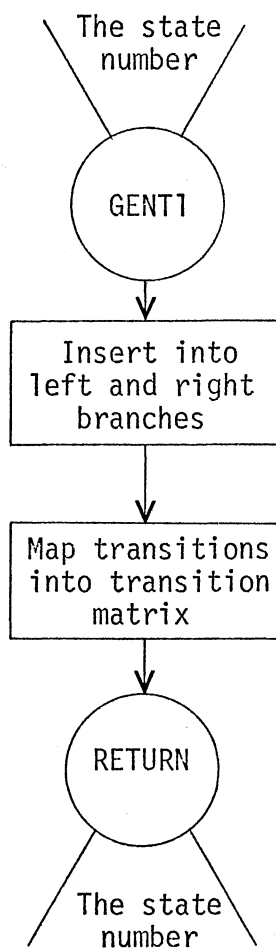 The state
number
GENT1
Insert into
left and right
branches
Map transitions
into transition
matrix
RETURN
The state
number